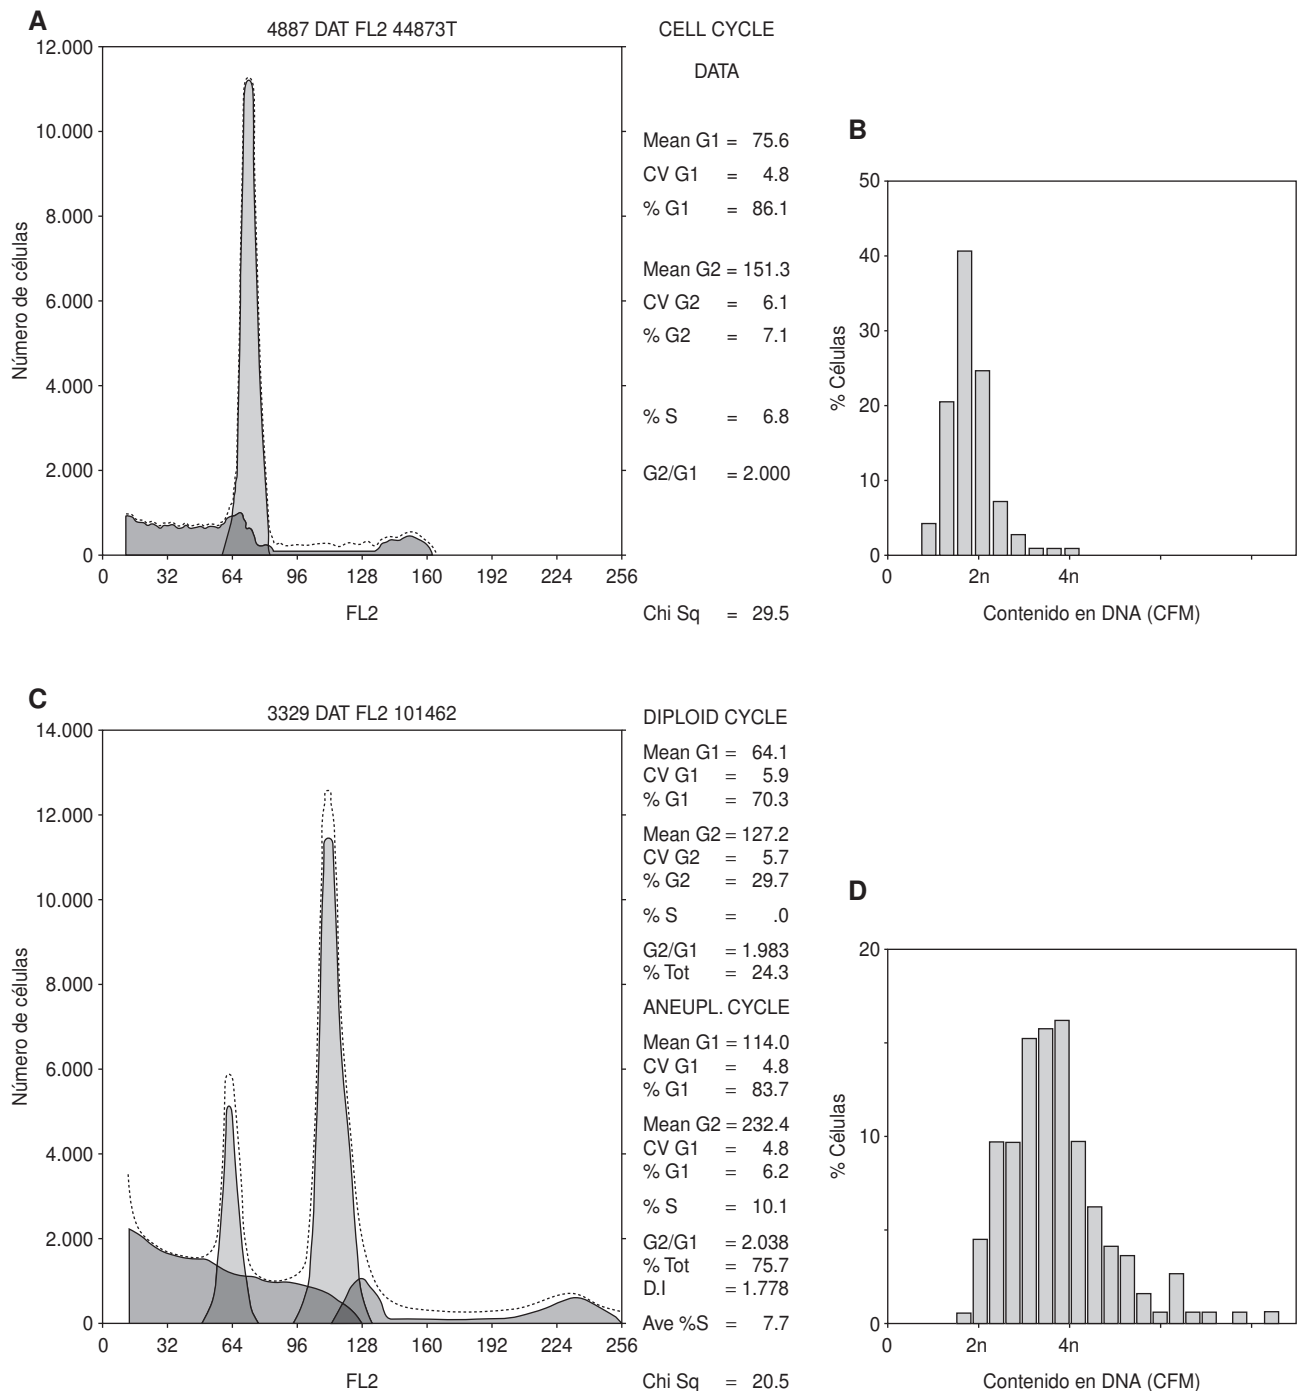 A
4887 DAT FL2 44873T
12.000
10.000
8.000
6.000
4.000
2.000
0
Número de células
0 32 64 96 128 160 192 224 256
FL2
CELL CYCLE
DATA
Mean G1 = 75.6
CV G1 = 4.8
% G1 = 86.1
Mean G2 = 151.3
CV G2 = 6.1
% G2 = 7.1
% S = 6.8
G2/G1 = 2.000
Chi Sq = 29.5
B
50
40
30
20
10
0
% Células
0 2n 4n
Contenido en DNA (CFM)
C
3329 DAT FL2 101462
14.000
12.000
10.000
8.000
6.000
4.000
2.000
0
Número de células
0 32 64 96 128 160 192 224 256
FL2
DIPLOID CYCLE
Mean G1 = 64.1
CV G1 = 5.9
% G1 = 70.3
Mean G2 = 127.2
CV G2 = 5.7
% G2 = 29.7
% S = .0
G2/G1 = 1.983
% Tot = 24.3
ANEUPL. CYCLE
Mean G1 = 114.0
CV G1 = 4.8
% G1 = 83.7
Mean G2 = 232.4
CV G1 = 4.8
% G1 = 6.2
% S = 10.1
G2/G1 = 2.038
% Tot = 75.7
D.I = 1.778
Ave %S = 7.7
Chi Sq = 20.5
D
20
10
0
% Células
0 2n 4n
Contenido en DNA (CFM)